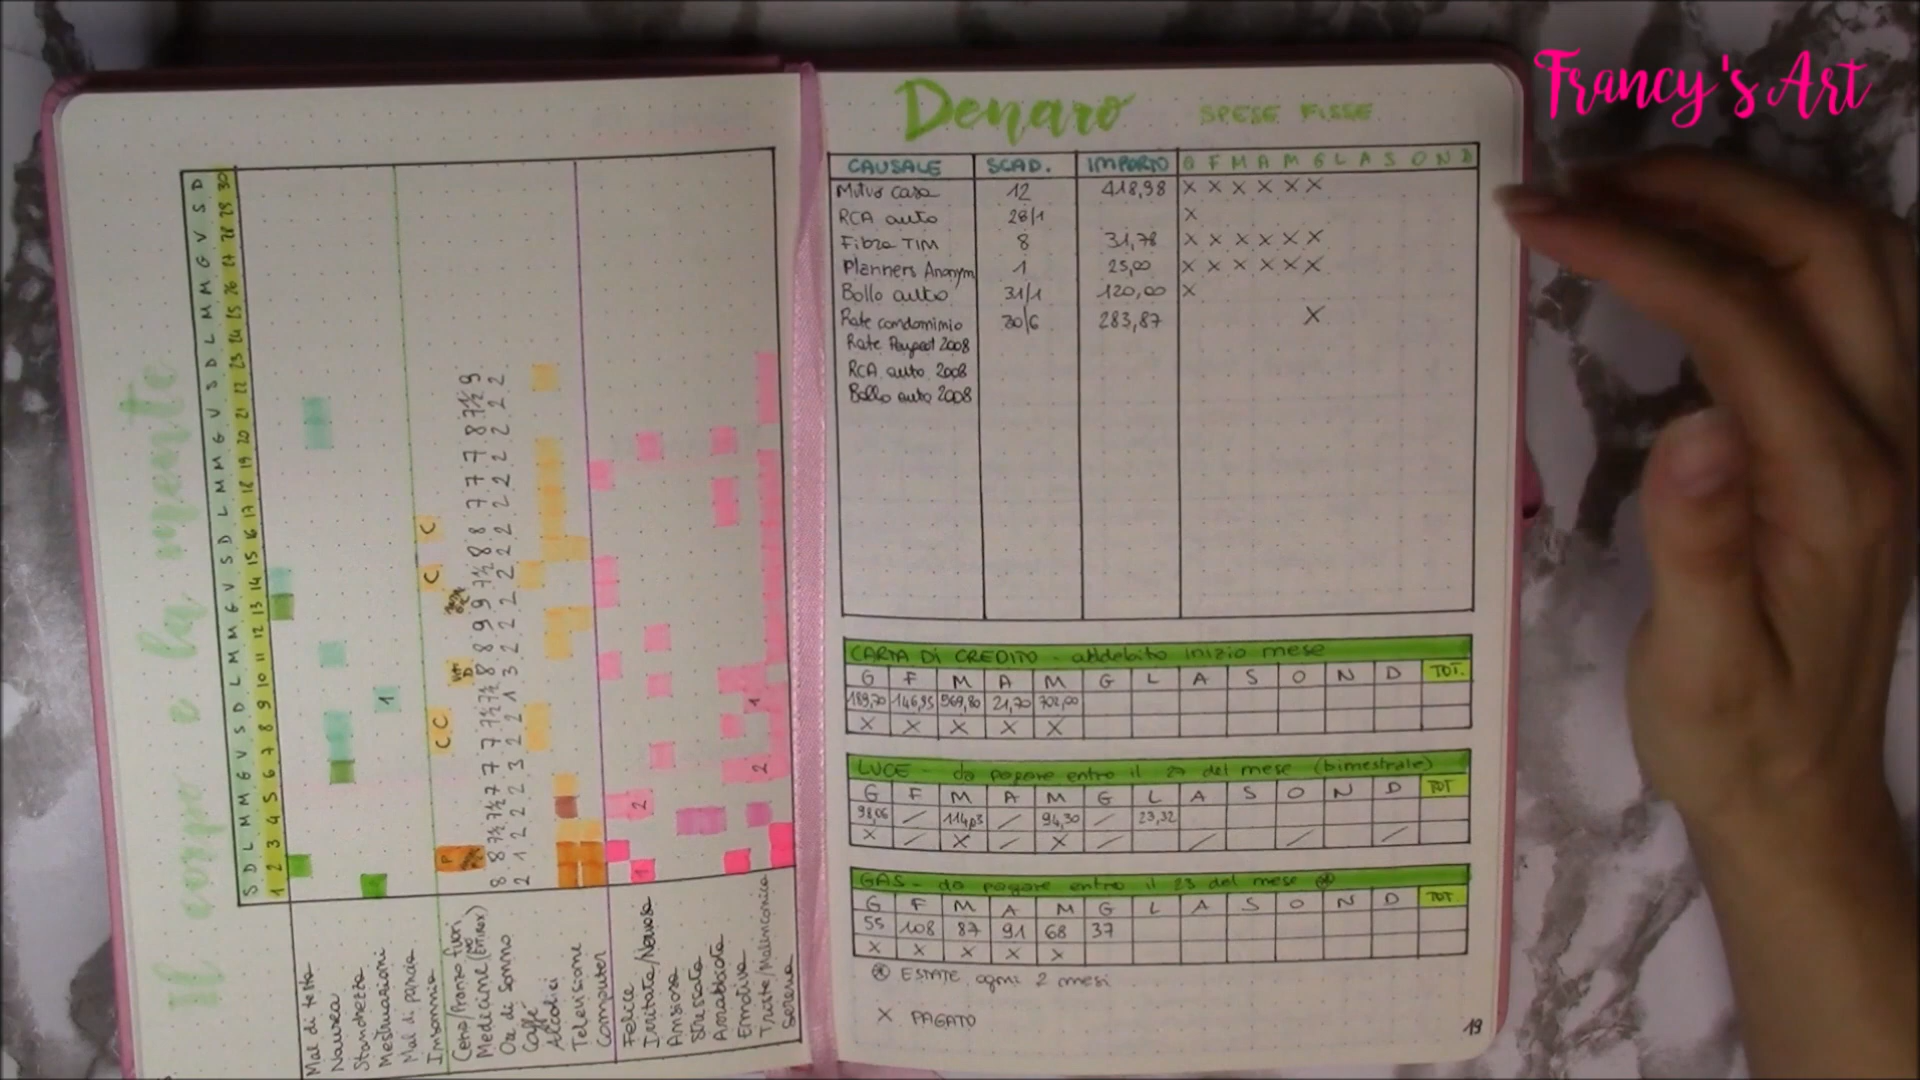 Francy's Art
Il corpo e la mente
S D L M M G V S D L M M G V S D L M M G V S D L M M G V S D
1 2 3 4 5 6 7 8 9 10 11 12 13 14 15 16 17 18 19 20 21 22 23 24 25 26 27 28 29 30
Mal di testa
Nausea
Stanchezza
Mestruazioni
Mal di pancia
Insonnia
Cena/Pranzo fuori
Medicine
Ore di sonno
Caffé
Alcolici
Televisione
Computer
Felice
Irritata/Nervosa
Ansiosa
Stressata
Arrabbiata
Emotiva
Triste/Malinconica
Serena
Denaro SPESE FISSE
CAUSALE SCAD. IMPORTO G F M A M G L A S O N D
Mutuo casa 12 418,98 X X X X X X
RCA auto 28/1 X
Fibra TIM 8 31,78 X X X X X X
Planners Anonym 1 25,00 X X X X X X
Bollo auto 31/1 120,00 X
Rate condominio 30/6 283,87 X
Rate Peugeot 2008
RCA auto 2008
Bollo auto 2008
CARTA DI CREDITO - addebito inizio mese
G F M A M G L A S O N D TOT.
189,70 146,95 569,80 21,70 702,00
X X X X X
LUCE - da pagare entro il 27 del mese (bimestrale)
G F M A M G L A S O N D TOT
98,06 / 114,03 / 94,30 / 23,32
X / X / X / / / /
GAS - da pagare entro il 23 del mese ⊛
G F M A M G L A S O N D TOT.
55 108 87 91 68 37
X X X X X
⊛ ESTATE ogni 2 mesi
X PAGATO
13